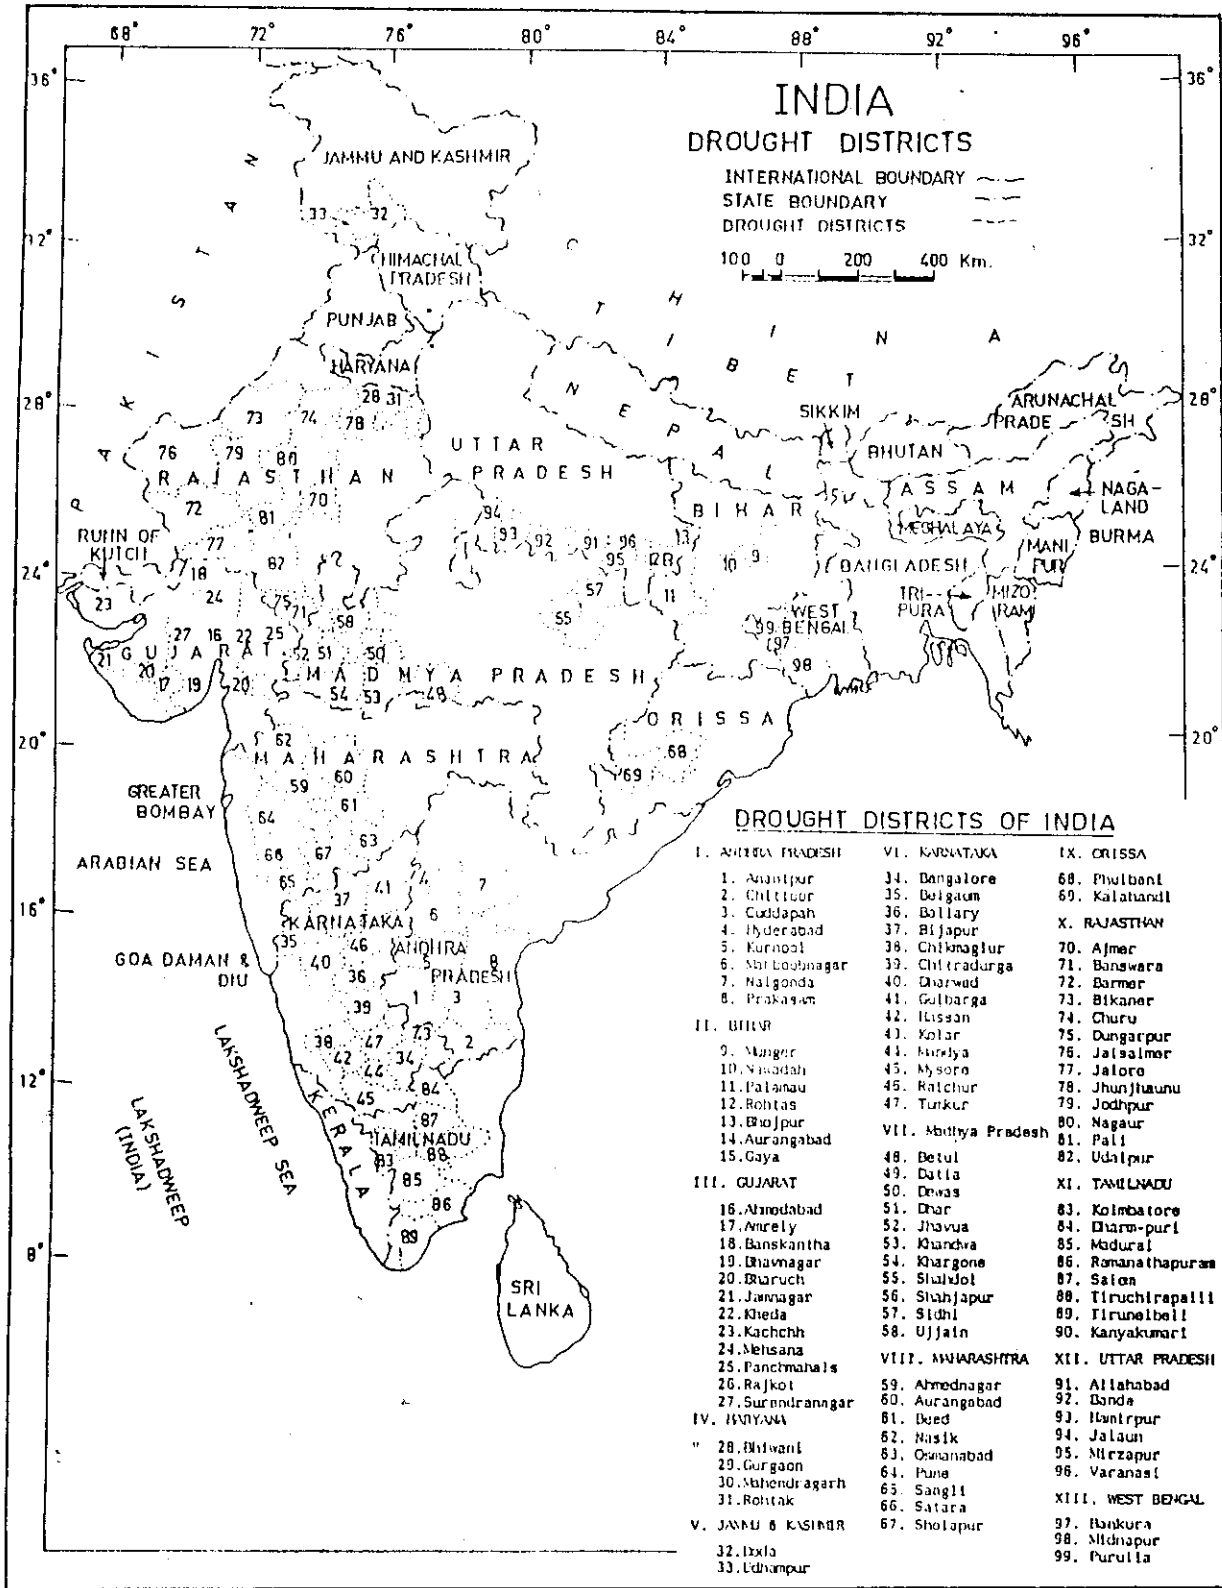 68° 72° 76° 80° 84° 88° 92° 96°
36° 36°
INDIA
DROUGHT DISTRICTS
INTERNATIONAL BOUNDARY
STATE BOUNDARY
DROUGHT DISTRICTS
100 0 200 400 Km.
JAMMU AND KASHMIR
33 32
32° 32°
HIMACHAL
PRADESH
PUNJAB
HARYANA
PAKISTAN
CHINA
TIBET
NEPAL
28° 28°
28 31
73 74 78
76 79 80
UTTAR
PRADESH
RAJASTHAN
SIKKIM
BHUTAN
ARUNACHAL
PRADE SH
ASSAM
NAGA-
LAND
MEGHALAYA
BURMA
MANI
PUR
72 81 70
94 93 92 91 96 95
BIHAR
13
10 9
11
RUNN OF
KUTCH
77 82
24° 24°
18
23 24
75 71
57
55
BANGLADESH
TRI-
PURA
MIZO
RAM
WEST
BENGAL
99
97
98
58
27 16 22 25
GUJARAT
52 51 50
21 20 17 19 20
MADMYA PRADESH
54 53 48
20° 20°
ORISSA
68
69
62
MAHARASHTRA
GREATER
BOMBAY
59 60
64 61
63
ARABIAN SEA
66 67
65
41 4 7
16°
37
KARNATAKA
6
35 46
ANDHRA
PRADESH
GOA DAMAN &
DIU
40 36 5 8
39 1 3
LAKSHADWEEP SEA
38 47 2
42 34
44
12°
45 84
LAKSHADWEEP
(INDIA)
KERALA
87
TAMILNADU
83 88
85
86
8°
89
SRI
LANKA
DROUGHT DISTRICTS OF INDIA
I. ANDHRA PRADESH
1. Anantpur
2. Chittoor
3. Cuddapah
4. Hyderabad
5. Kurnool
6. Mahboobnagar
7. Nalgonda
8. Prakasam
II. BIHAR
9. Munger
10. Nawadah
11. Palamau
12. Rohtas
13. Bhojpur
14. Aurangabad
15. Gaya
III. GUJARAT
16. Ahmedabad
17. Amrely
18. Banskantha
19. Bhavnagar
20. Bharuch
21. Jamnagar
22. Kheda
23. Kachchh
24. Mehsana
25. Panchmahals
26. Rajkot
27. Surendranagar
IV. HARYANA
28. Bhiwani
29. Gurgaon
30. Mahendragarh
31. Rohtak
V. JAMMU & KASIMIR
32. Doda
33. Udhampur
VI. KARNATAKA
34. Bangalore
35. Belgaum
36. Bellary
37. Bijapur
38. Chikmaglur
39. Chitradurga
40. Dharwad
41. Gulbarga
42. Hassan
43. Kolar
44. Mandya
45. Mysore
46. Raichur
47. Tumkur
VII. Madhya Pradesh
48. Betul
49. Datia
50. Dewas
51. Dhar
52. Jhavua
53. Khandwa
54. Khargone
55. Shahdol
56. Shahjapur
57. Sidhi
58. Ujjain
VIII. MAHARASHTRA
59. Ahmednagar
60. Aurangabad
61. Beed
62. Nasik
63. Osmanabad
64. Pune
65. Sangli
66. Satara
67. Sholapur
IX. ORISSA
68. Phulbani
69. Kalahandi
X. RAJASTHAN
70. Ajmer
71. Banswara
72. Barmer
73. Bikaner
74. Churu
75. Dungarpur
76. Jaisalmer
77. Jalore
78. Jhunjhaunu
79. Jodhpur
80. Nagaur
81. Pali
82. Udaipur
XI. TAMILNADU
83. Koimbatore
84. Dharm-puri
85. Madurai
86. Ramanathapuram
87. Salem
88. Tiruchirapalli
89. Tirunelbeli
90. Kanyakumari
XII. UTTAR PRADESH
91. Allahabad
92. Banda
93. Hamirpur
94. Jalaun
95. Mirzapur
96. Varanasi
XIII. WEST BENGAL
97. Bankura
98. Midnapur
99. Purulia